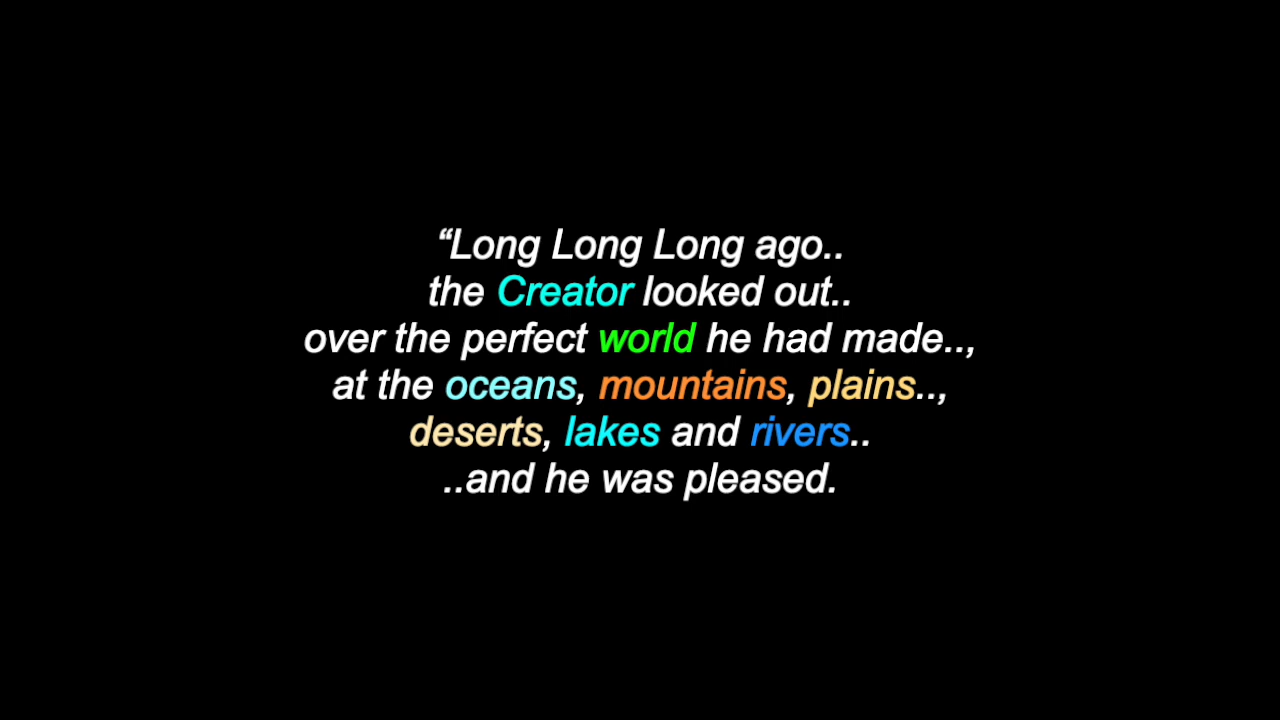 “Long Long Long ago..
the Creator looked out..
over the perfect world he had made..,
at the oceans, mountains, plains..,
deserts, lakes and rivers..
..and he was pleased.